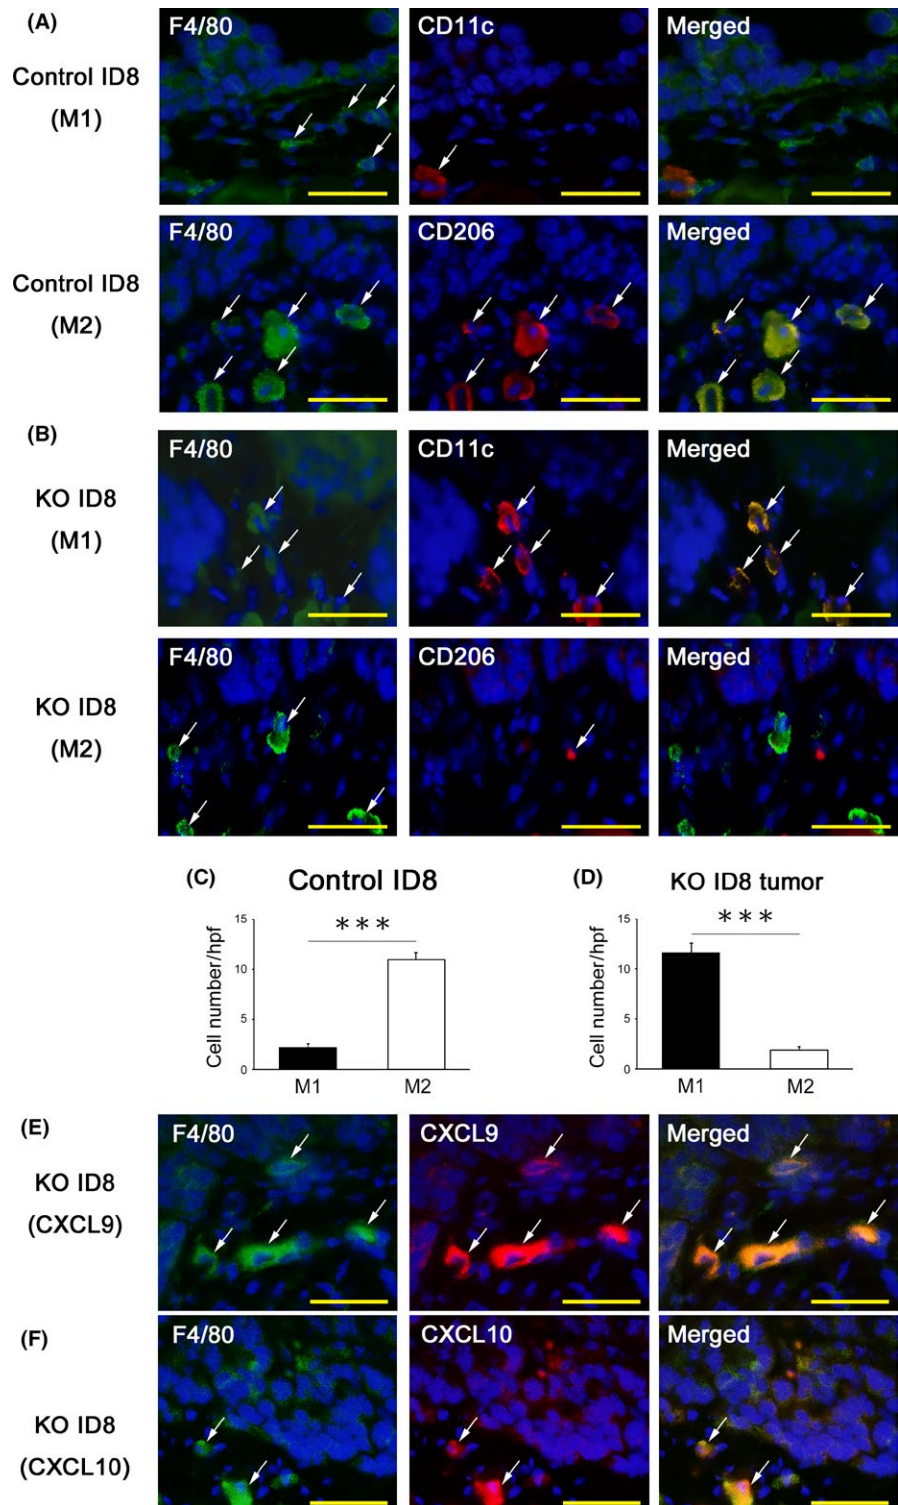 (A)
F4/80 CD11c Merged
Control ID8
(M1)
F4/80 CD206 Merged
Control ID8
(M2)
(B)
F4/80 CD11c Merged
KO ID8
(M1)
F4/80 CD206 Merged
KO ID8
(M2)
(C) Control ID8
Cell number/hpf
15
10
5
0
***
M1 M2
(D) KO ID8 tumor
Cell number/hpf
15
10
5
0
***
M1 M2
(E)
F4/80 CXCL9 Merged
KO ID8
(CXCL9)
(F)
F4/80 CXCL10 Merged
KO ID8
(CXCL10)